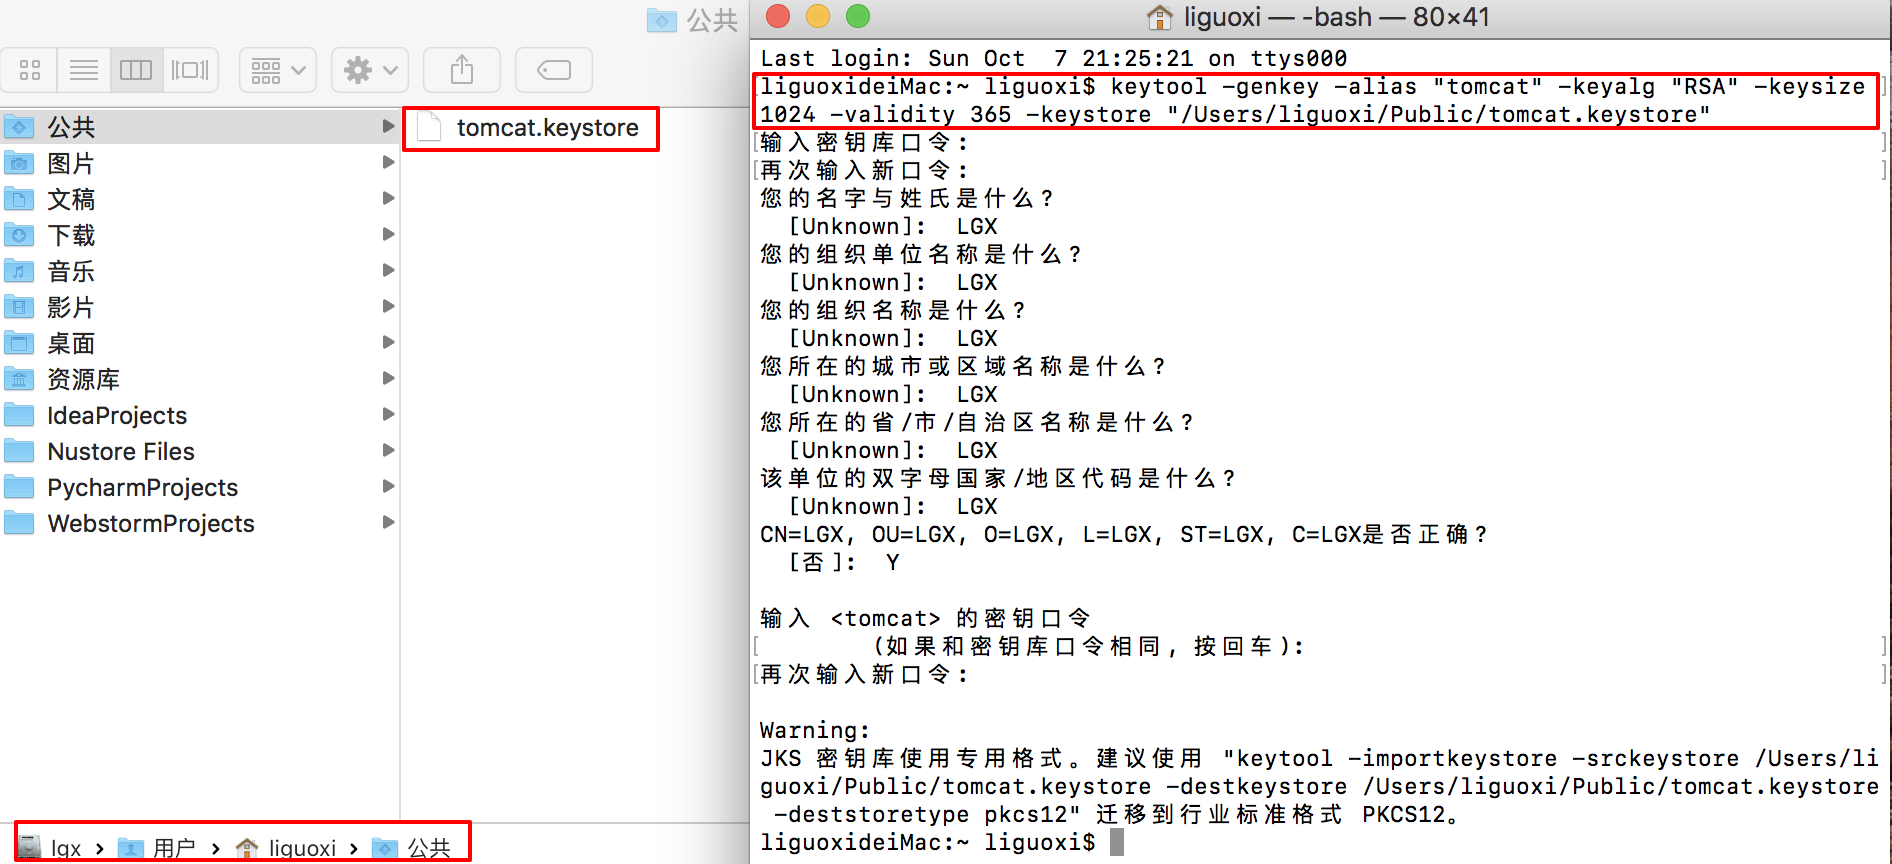 公共
公共
图片
文稿
下载
音乐
影片
桌面
资源库
IdeaProjects
Nustore Files
PycharmProjects
WebstormProjects
tomcat.keystore
lgx › 用户 › liguoxi › 公共
liguoxi — -bash — 80×41
Last login: Sun Oct  7 21:25:21 on ttys000
liguoxideiMac:~ liguoxi$ keytool -genkey -alias "tomcat" -keyalg "RSA" -keysize
1024 -validity 365 -keystore "/Users/liguoxi/Public/tomcat.keystore"
输入密钥库口令:
再次输入新口令:
您的名字与姓氏是什么?
[Unknown]:  LGX
您的组织单位名称是什么?
[Unknown]:  LGX
您的组织名称是什么?
[Unknown]:  LGX
您所在的城市或区域名称是什么?
[Unknown]:  LGX
您所在的省/市/自治区名称是什么?
[Unknown]:  LGX
该单位的双字母国家/地区代码是什么?
[Unknown]:  LGX
CN=LGX, OU=LGX, O=LGX, L=LGX, ST=LGX, C=LGX是否正确?
[否]:  Y
输入 <tomcat> 的密钥口令
(如果和密钥库口令相同, 按回车):
再次输入新口令:
Warning:
JKS 密钥库使用专用格式。建议使用 "keytool -importkeystore -srckeystore /Users/li
guoxi/Public/tomcat.keystore -destkeystore /Users/liguoxi/Public/tomcat.keystore
-deststoretype pkcs12" 迁移到行业标准格式 PKCS12。
liguoxideiMac:~ liguoxi$